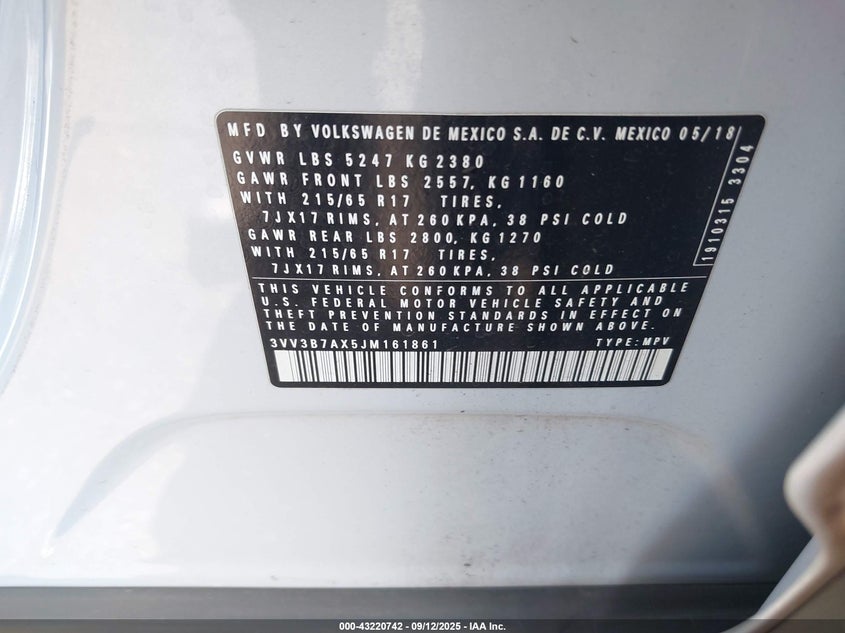 MFD BY VOLKSWAGEN DE MEXICO S.A. DE C.V. MEXICO 05/18
GVWR LBS 5247 KG 2380
GAWR FRONT LBS 2557, KG 1160
WITH 215/65 R17 TIRES,
7JX17 RIMS, AT 260 KPA, 38 PSI COLD
GAWR REAR LBS 2800, KG 1270
WITH 215/65 R17 TIRES,
7JX17 RIMS, AT 260 KPA, 38 PSI COLD
1910315 3304
THIS VEHICLE CONFORMS TO ALL APPLICABLE
U.S. FEDERAL MOTOR VEHICLE SAFETY AND
THEFT PREVENTION STANDARDS IN EFFECT ON
THE DATE OF MANUFACTURE SHOWN ABOVE.
3VV3B7AX5JM161861 TYPE: MPV
000-43220742 - 09/12/2025 - IAA Inc.